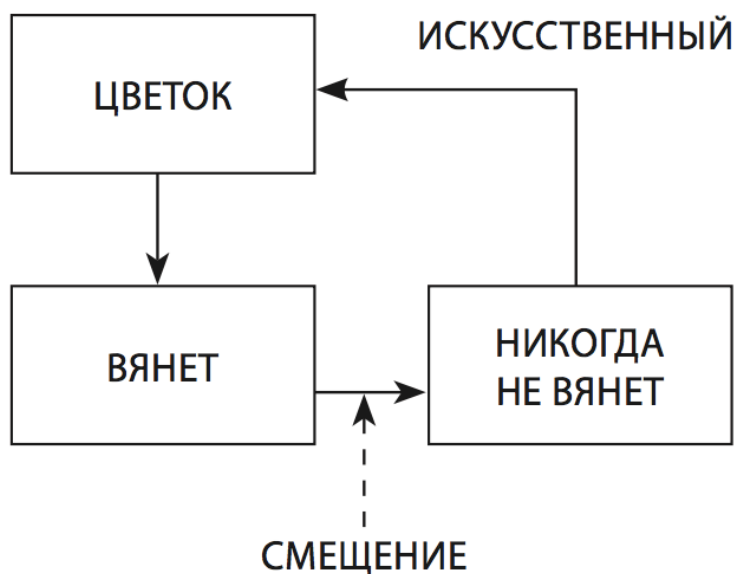 ИСКУССТВЕННЫЙ
ЦВЕТОК
ВЯНЕТ
НИКОГДА
НЕ ВЯНЕТ
СМЕЩЕНИЕ